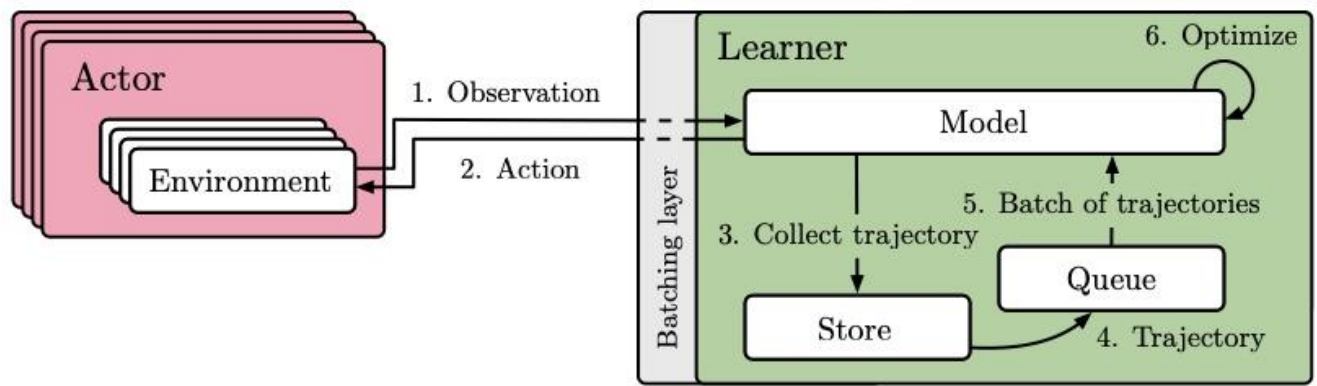 Actor
Environment
1. Observation
2. Action
Batching layer
Learner
6. Optimize
Model
3. Collect trajectory
5. Batch of trajectories
Queue
Store
4. Trajectory